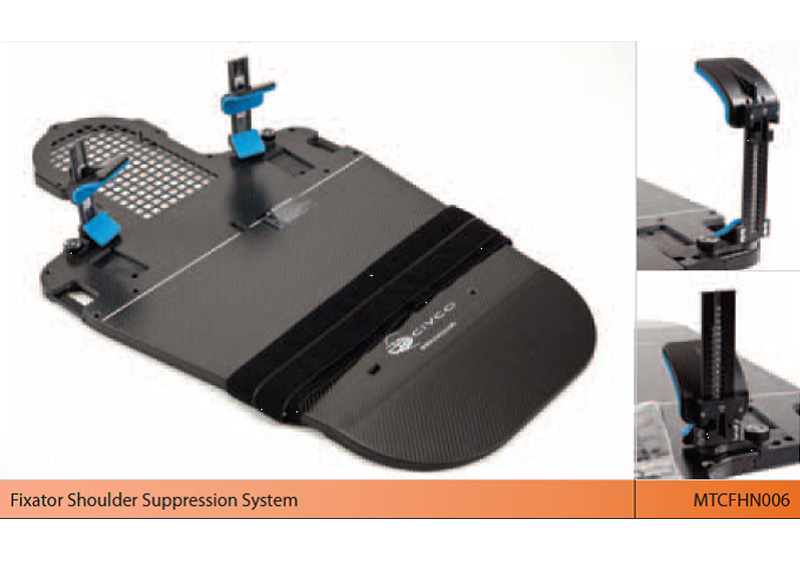 CIVCO
Fixator Shoulder Suppression System
MTCFHN006